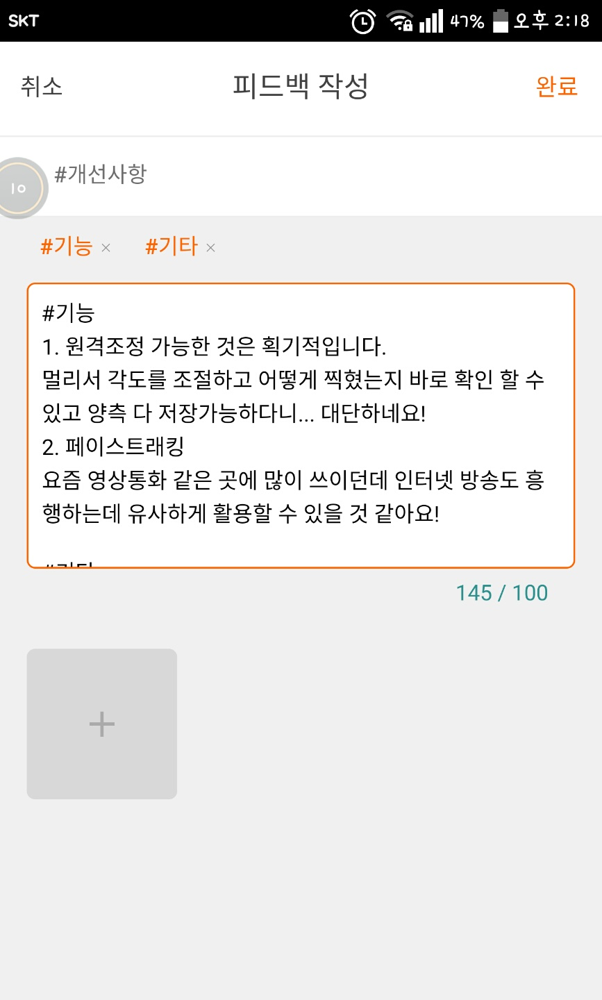 SKT 47% 오후 2:18
취소 피드백 작성 완료
#개선사항
10
#기능 × #기타 ×
#기능
1. 원격조정 가능한 것은 획기적입니다.
멀리서 각도를 조절하고 어떻게 찍혔는지 바로 확인 할 수
있고 양측 다 저장가능하다니... 대단하네요!
2. 페이스트래킹
요즘 영상통화 같은 곳에 많이 쓰이던데 인터넷 방송도 흥
행하는데 유사하게 활용할 수 있을 것 같아요!
#기타
145 / 100